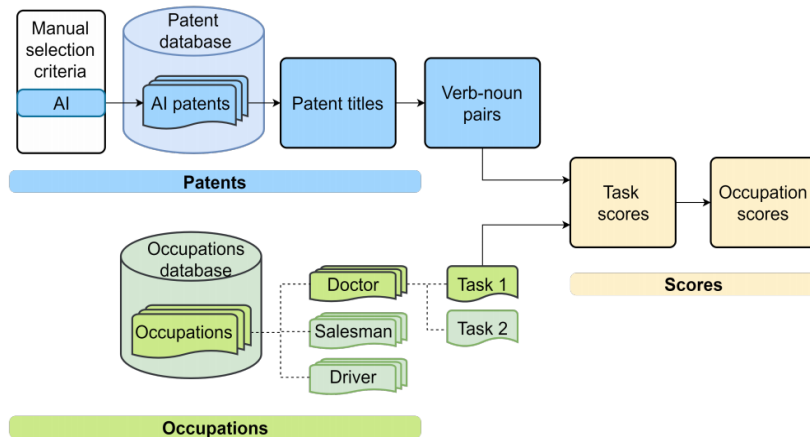 Manual
selection
criteria
AI
Patent
database
AI patents
Patent titles
Verb-noun
pairs
Patents
Task
scores
Occupation
scores
Scores
Occupations
database
Occupations
Doctor
Salesman
Driver
Task 1
Task 2
Occupations